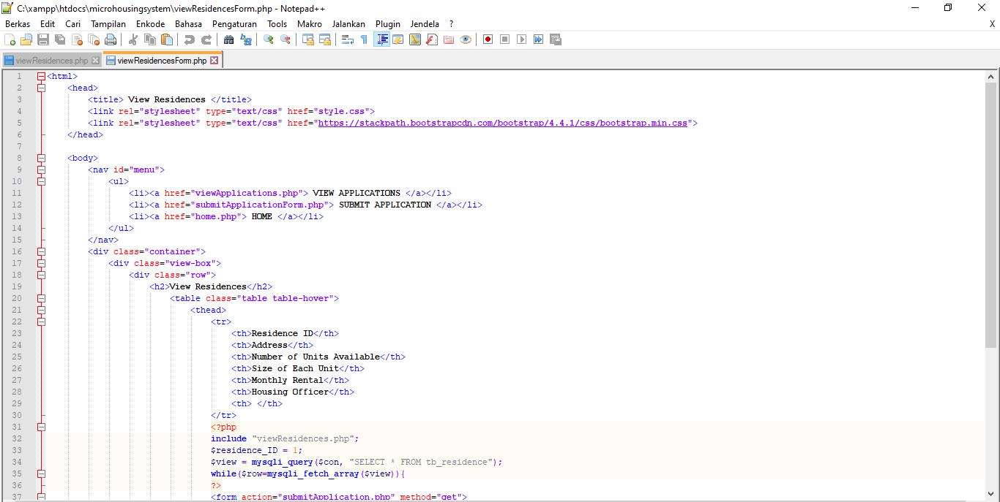 C:\xampp\htdocs\microhousingsystem\viewResidencesForm.php - Notepad++
Berkas Edit Cari Tampilan Enkode Bahasa Pengaturan Tools Makro Jalankan Plugin Jendela ? X
viewResidences.php viewResidencesForm.php
1 <html>
2 <head>
3 <title> View Residences </title>
4 <link rel="stylesheet" type="text/css" href="style.css">
5 <link rel="stylesheet" type="text/css" href="https://stackpath.bootstrapcdn.com/bootstrap/4.4.1/css/bootstrap.min.css">
6 </head>
7
8 <body>
9 <nav id="menu">
10 <ul>
11 <li><a href="viewApplications.php"> VIEW APPLICATIONS </a></li>
12 <li><a href="submitApplicationForm.php"> SUBMIT APPLICATION </a></li>
13 <li><a href="home.php"> HOME </a></li>
14 </ul>
15 </nav>
16 <div class="container">
17 <div class="view-box">
18 <div class="row">
19 <h2>View Residences</h2>
20 <table class="table table-hover">
21 <thead>
22 <tr>
23 <th>Residence ID</th>
24 <th>Address</th>
25 <th>Number of Units Available</th>
26 <th>Size of Each Unit</th>
27 <th>Monthly Rental</th>
28 <th>Housing Officer</th>
29 <th> </th>
30 </tr>
31 <?php
32 include "viewResidences.php";
33 $residence_ID = 1;
34 $view = mysqli_query($con, "SELECT * FROM tb_residence");
35 while($row=mysqli_fetch_array($view)){
36 ?>
37 <form action="submitApplication.php" method="get">